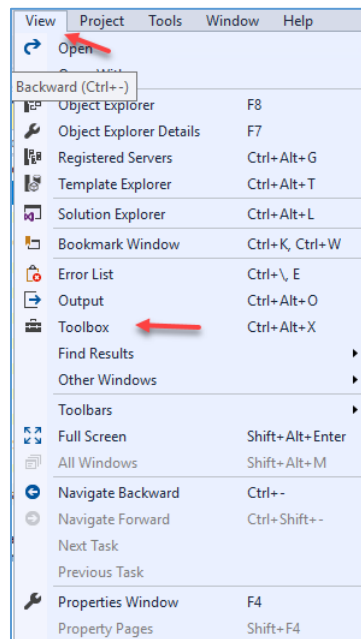 View Project Tools Window Help
Open
Backward (Ctrl+-)
Object Explorer F8
Object Explorer Details F7
Registered Servers Ctrl+Alt+G
Template Explorer Ctrl+Alt+T
Solution Explorer Ctrl+Alt+L
Bookmark Window Ctrl+K, Ctrl+W
Error List Ctrl+\, E
Output Ctrl+Alt+O
Toolbox Ctrl+Alt+X
Find Results
Other Windows
Toolbars
Full Screen Shift+Alt+Enter
All Windows Shift+Alt+M
Navigate Backward Ctrl+-
Navigate Forward Ctrl+Shift+-
Next Task
Previous Task
Properties Window F4
Property Pages Shift+F4